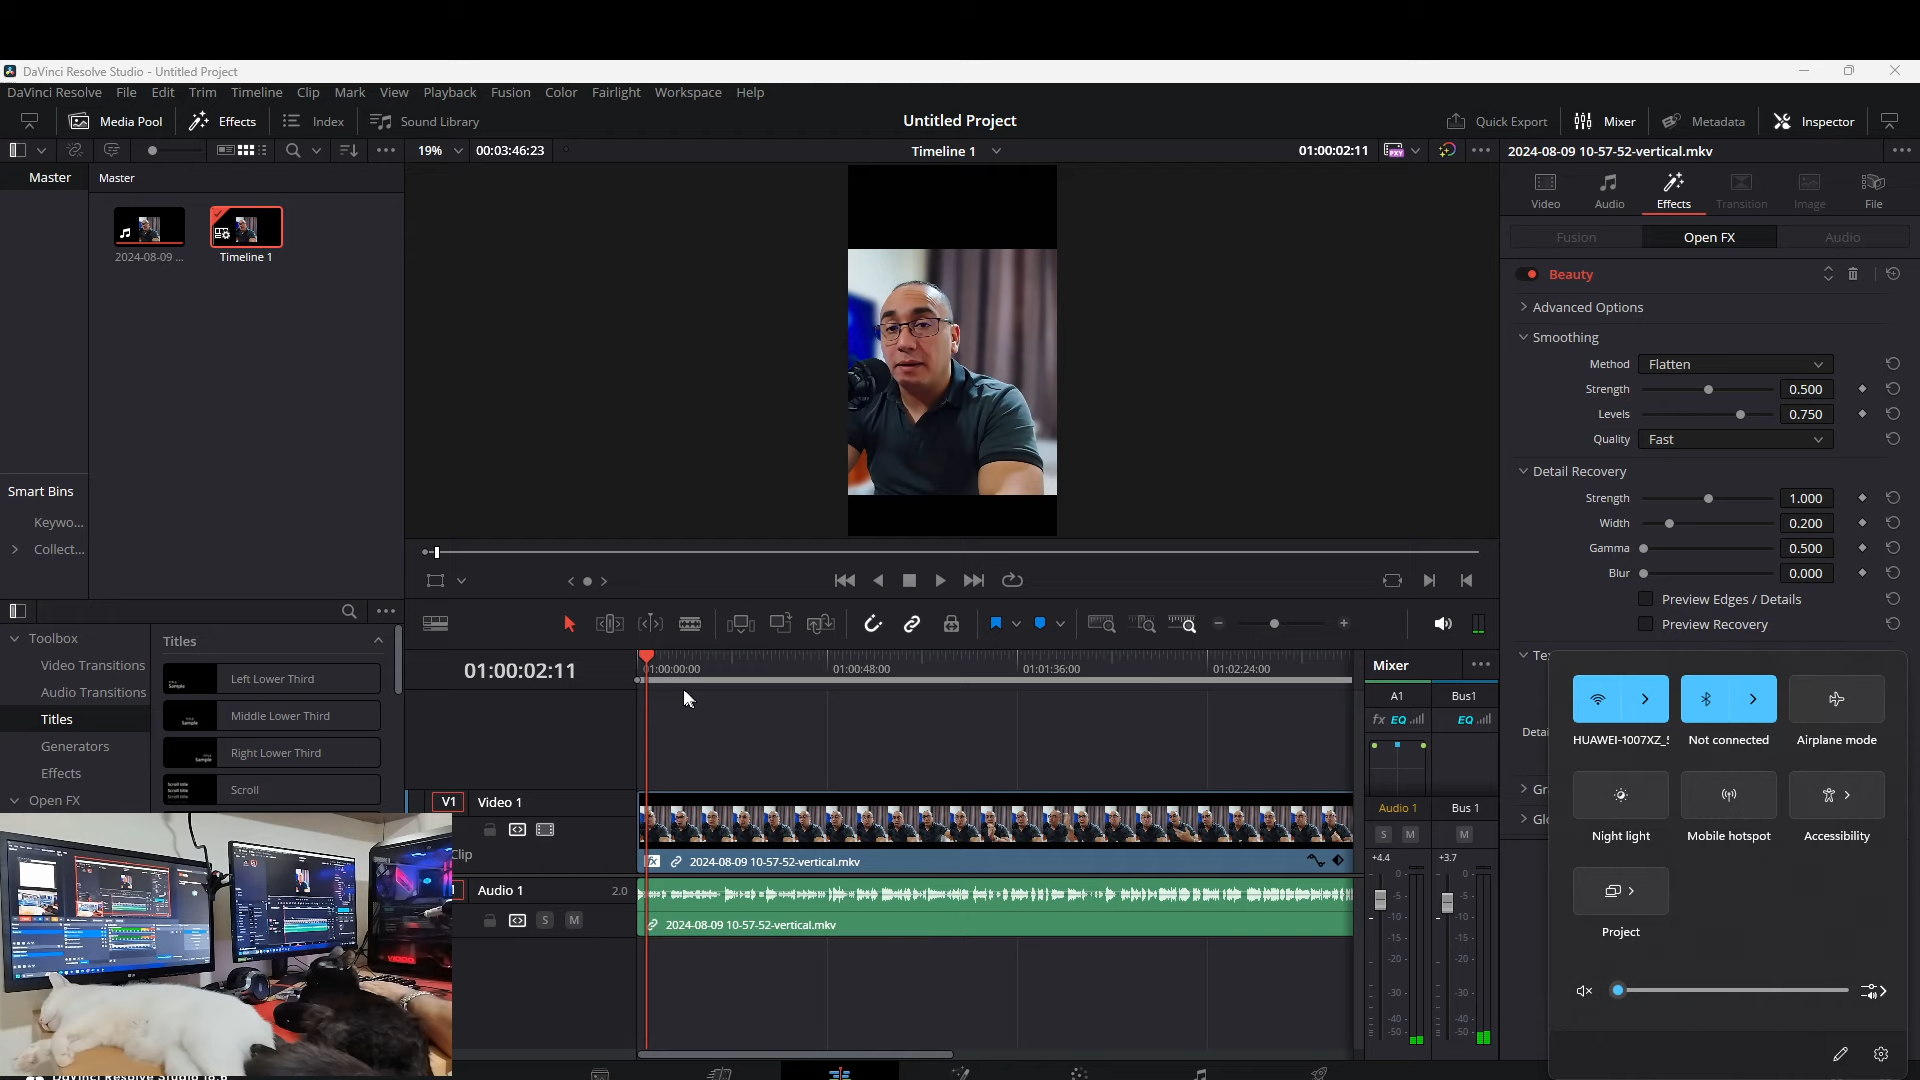 DaVinci Resolve Studio - Untitled Project
DaVinci Resolve File Edit Trim Timeline Clip Mark View Playback Fusion Color Fairlight Workspace Help
Media Pool Effects Index Sound Library Untitled Project Quick Export Mixer Metadata Inspector
19% 00:03:46:23 Timeline 1 01:00:02:11 PXY 2024-08-09 10-57-52-vertical.mkv
Master Master
2024-08-09 ... Timeline 1
Smart Bins
Keywo...
Collect...
Video Audio Effects Transition Image File
Fusion Open FX Audio
Beauty
Advanced Options
Smoothing
Method Flatten
Strength 0.500
Levels 0.750
Quality Fast
Detail Recovery
Strength 1.000
Width 0.200
Gamma 0.500
Blur 0.000
Preview Edges / Details
Preview Recovery
Te
Detai
Gr
Glo
Toolbox
Video Transitions
Audio Transitions
Titles
Generators
Effects
Open FX
Titles
Sample Left Lower Third
Sample Middle Lower Third
Sample Right Lower Third
Scroll
01:00:02:11
01:00:00:00 01:00:48:00 01:01:36:00 01:02:24:00
V1 Video 1
Clip
fx 2024-08-09 10-57-52-vertical.mkv
Audio 1 2.0
S M
2024-08-09 10-57-52-vertical.mkv
Mixer
A1 Bus1
fx EQ EQ
Audio 1 Bus 1
S M M
+4.4 +3.7
0 0
-5 -5
-10 -10
-15 -15
-30 -30
-40 -40
-50 -50
HUAWEI-1007XZ_ Not connected Airplane mode
Night light Mobile hotspot Accessibility
Project
DaVinci Resolve Studio 18.6